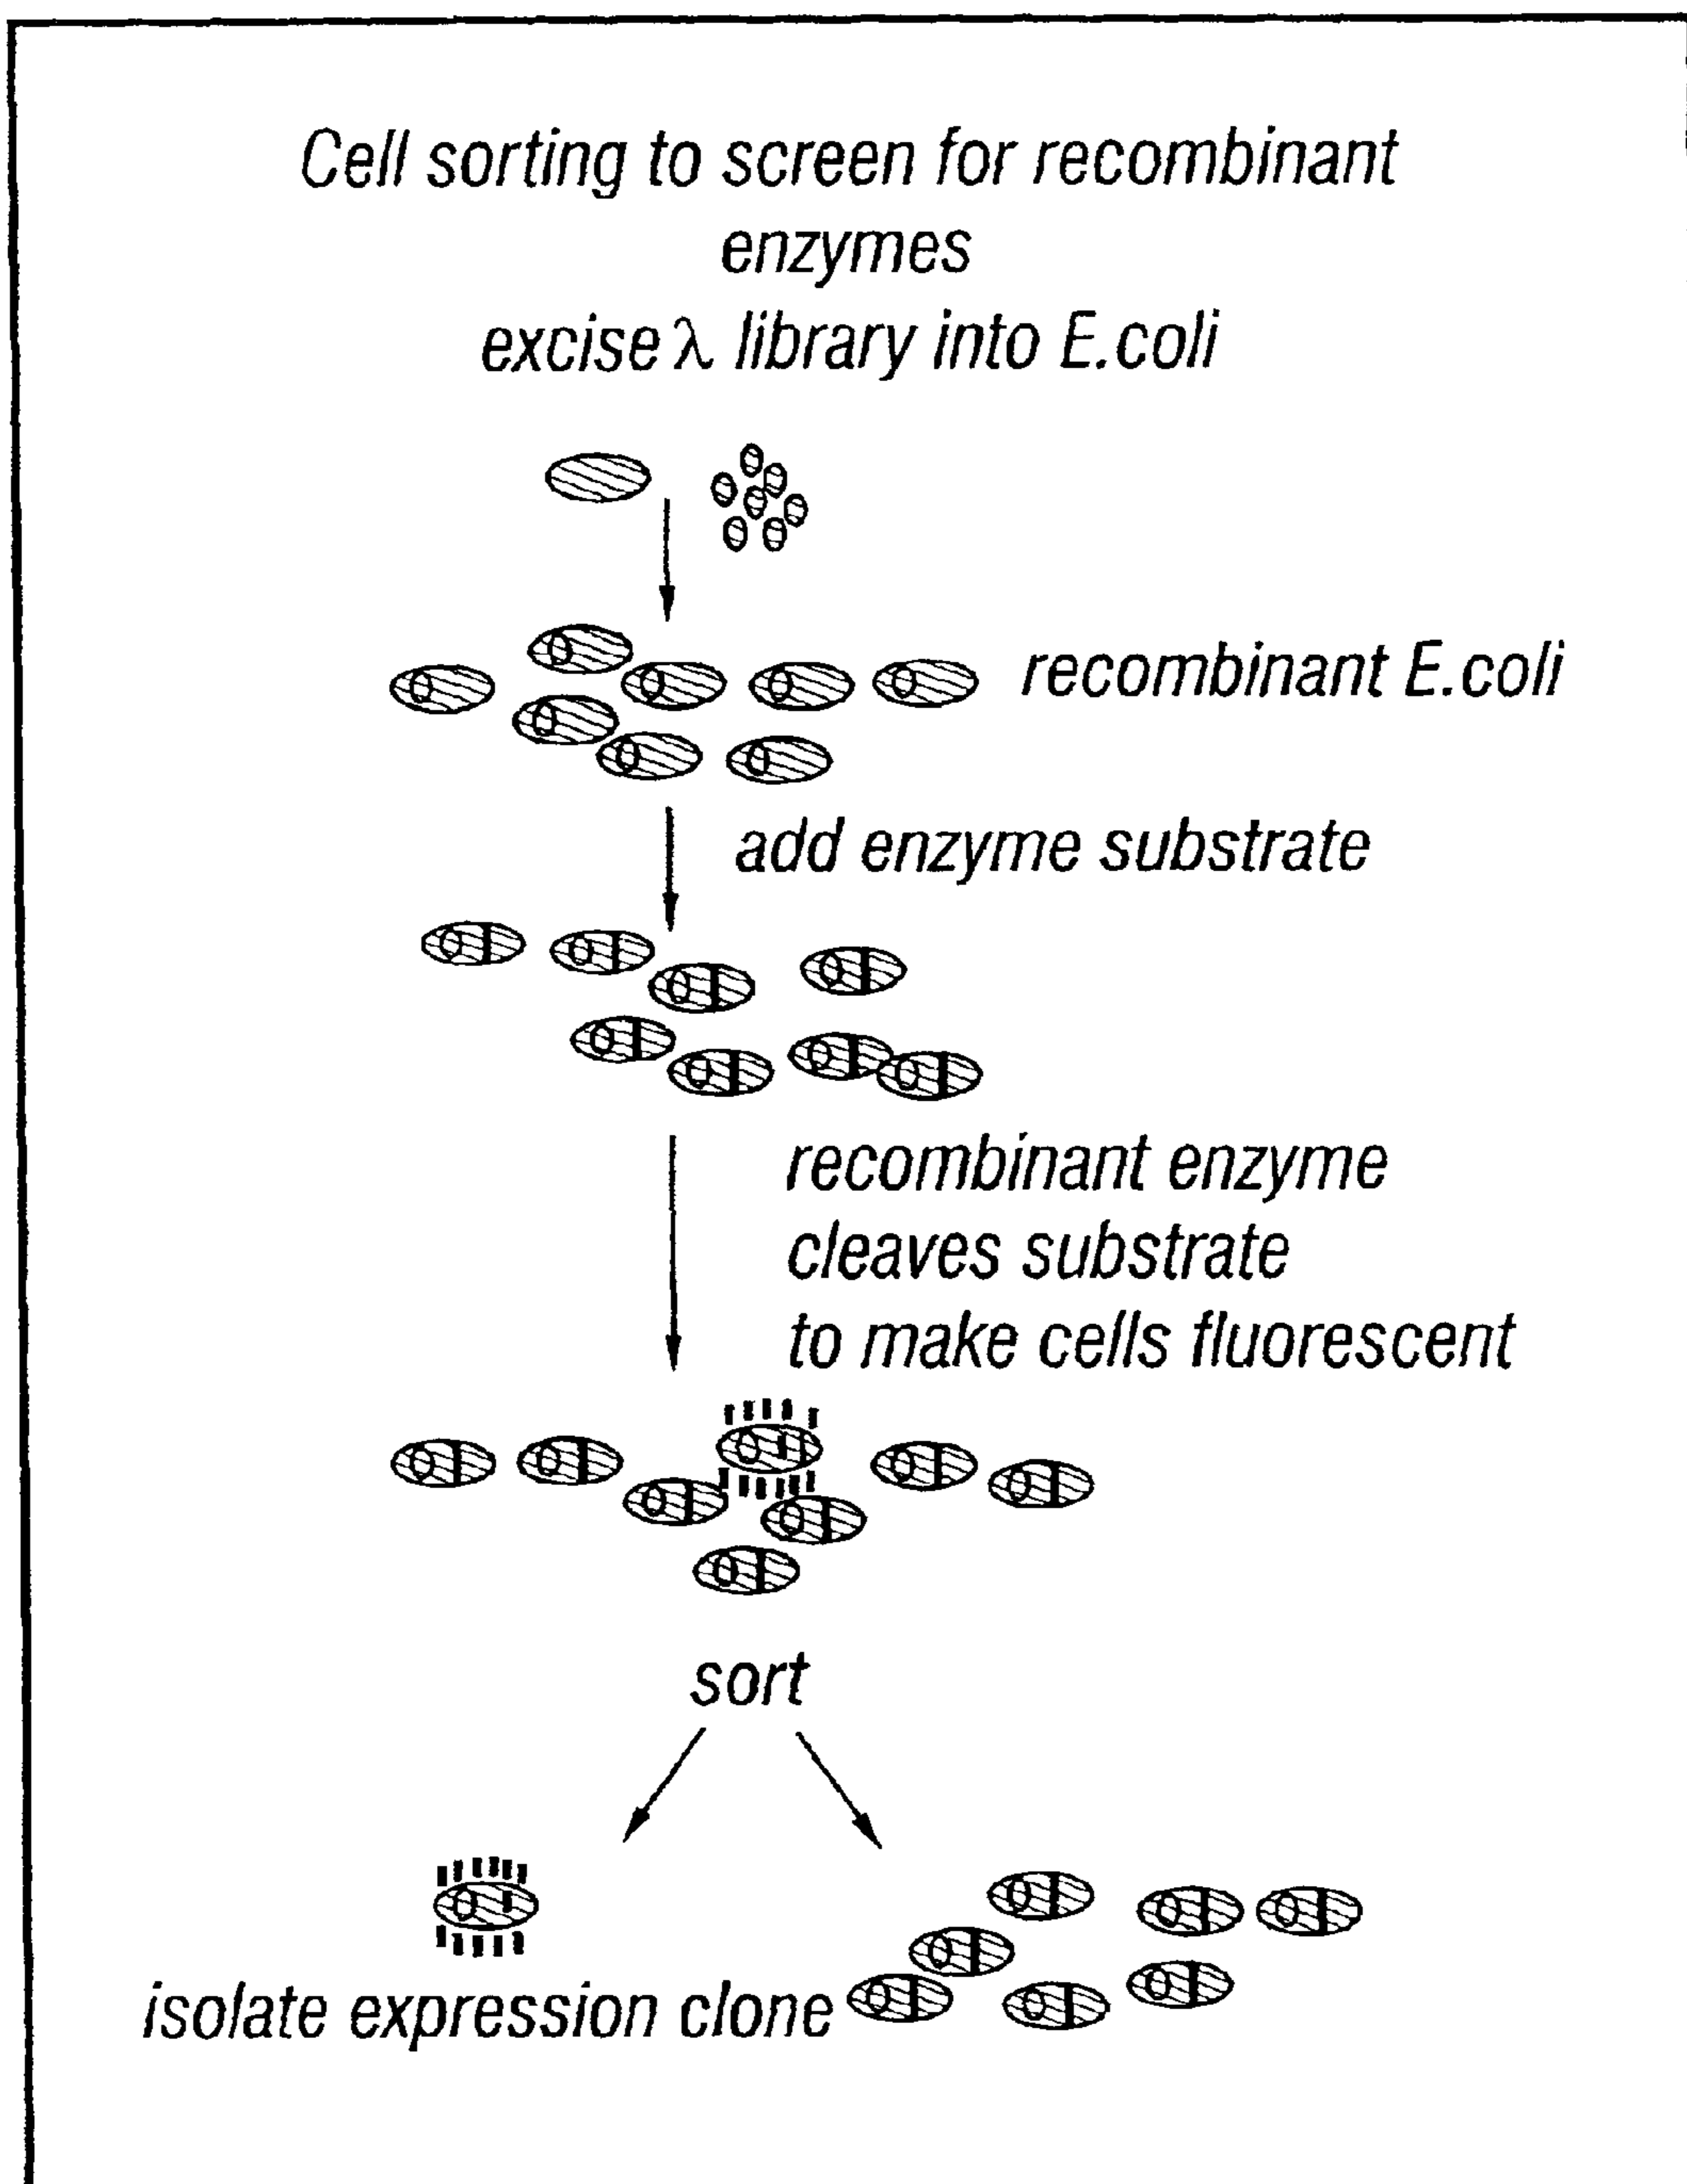 Cell sorting to screen for recombinant
enzymes
excise λ library into E.coli
recombinant E.coli
add enzyme substrate
recombinant enzyme
cleaves substrate
to make cells fluorescent
sort
isolate expression clone